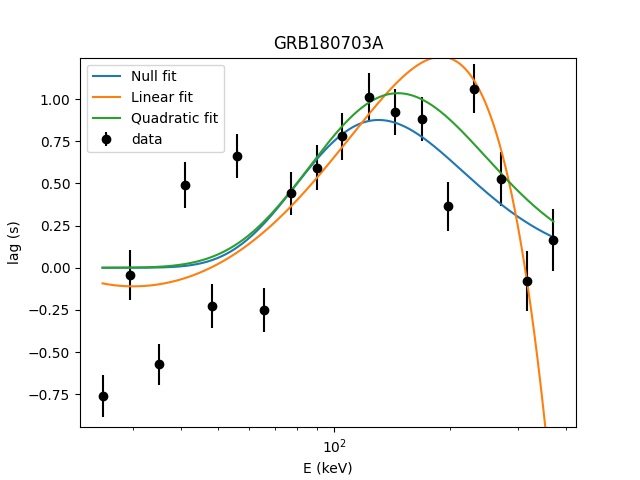 GRB180703A
Null fit
Linear fit
Quadratic fit
data
1.00
0.75
0.50
0.25
0.00
−0.25
−0.50
−0.75
lag (s)
10²
E (keV)